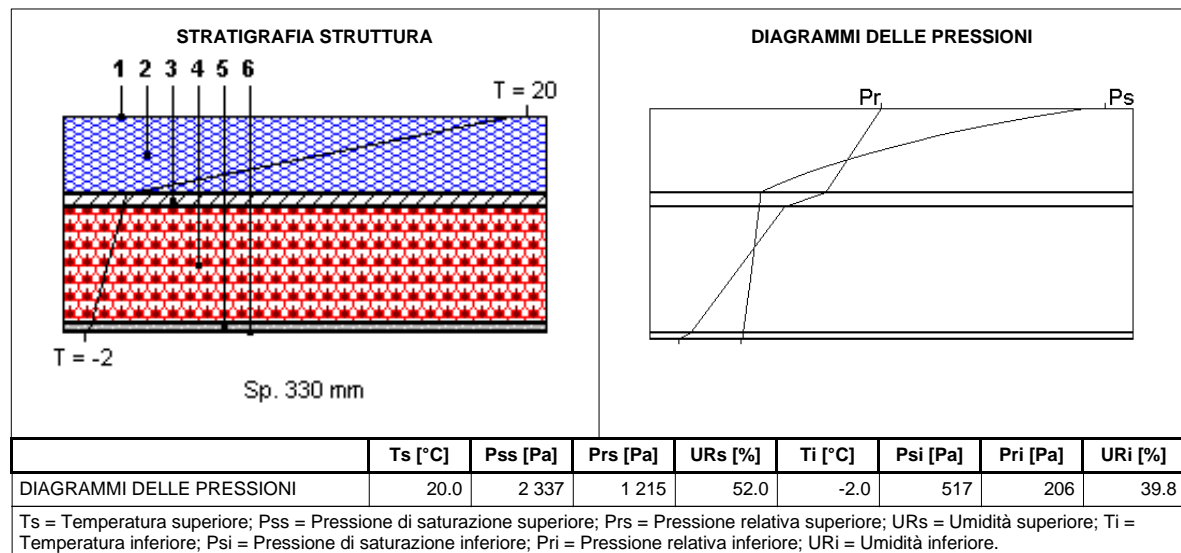 STRATIGRAFIA STRUTTURA
1 2 3 4 5 6
T = 20
T = -2
Sp. 330 mm
DIAGRAMMI DELLE PRESSIONI
Pr Ps
Ts [°C] Pss [Pa] Prs [Pa] URs [%] Ti [°C] Psi [Pa] Pri [Pa] URi [%]
DIAGRAMMI DELLE PRESSIONI 20.0 2 337 1 215 52.0 -2.0 517 206 39.8
Ts = Temperatura superiore; Pss = Pressione di saturazione superiore; Prs = Pressione relativa superiore; URs = Umidità superiore; Ti =
Temperatura inferiore; Psi = Pressione di saturazione inferiore; Pri = Pressione relativa inferiore; URi = Umidità inferiore.